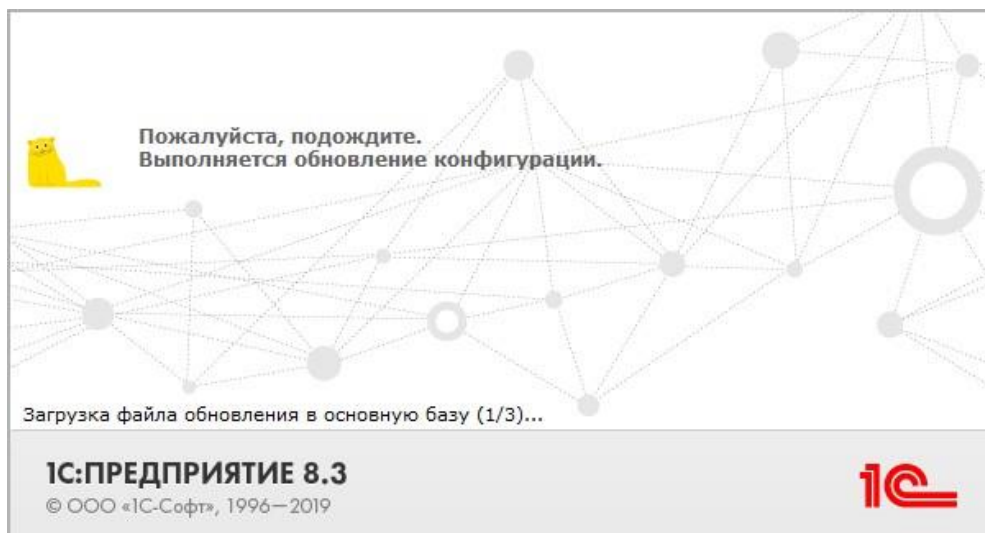 Пожалуйста, подождите.
Выполняется обновление конфигурации.
Загрузка файла обновления в основную базу (1/3)...
1С:ПРЕДПРИЯТИЕ 8.3
© ООО «1С-Софт», 1996—2019
1С